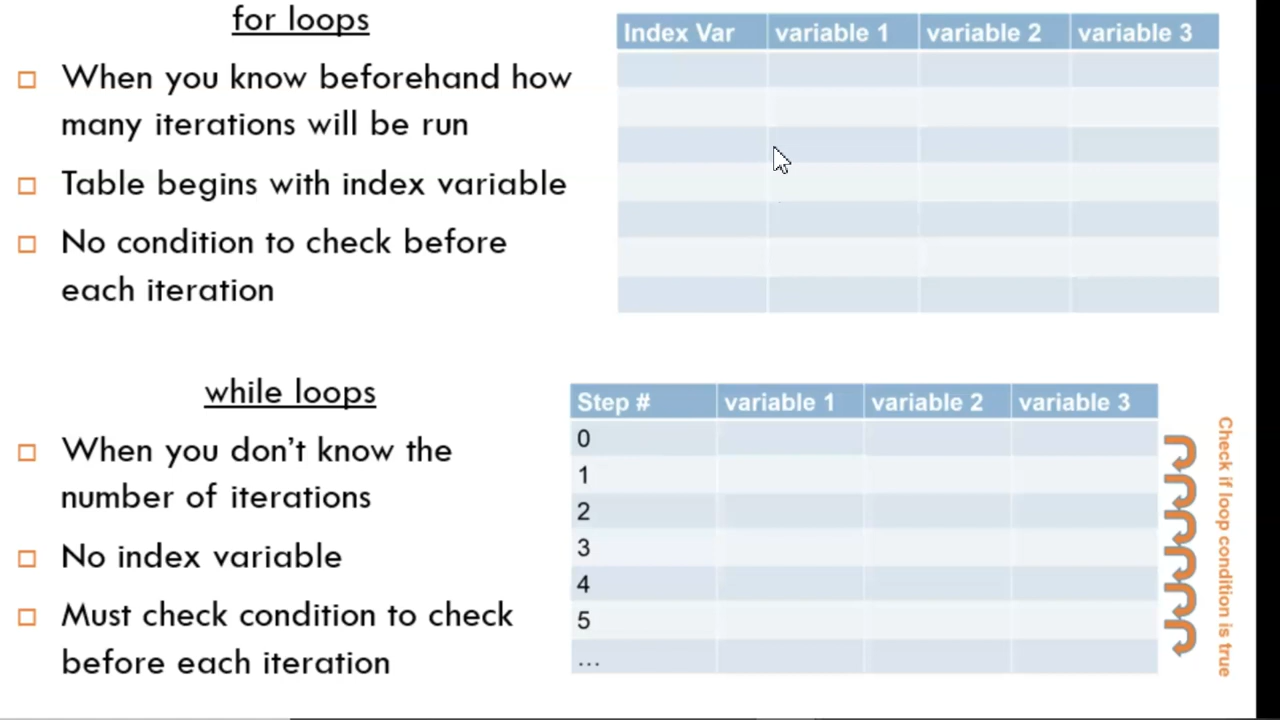 for loops
When you know beforehand how
many iterations will be run
Table begins with index variable
No condition to check before
each iteration
Index Var variable 1 variable 2 variable 3
while loops
When you don't know the
number of iterations
No index variable
Must check condition to check
before each iteration
Step # variable 1 variable 2 variable 3
0
1
2
3
4
5
...
Check if loop condition is true